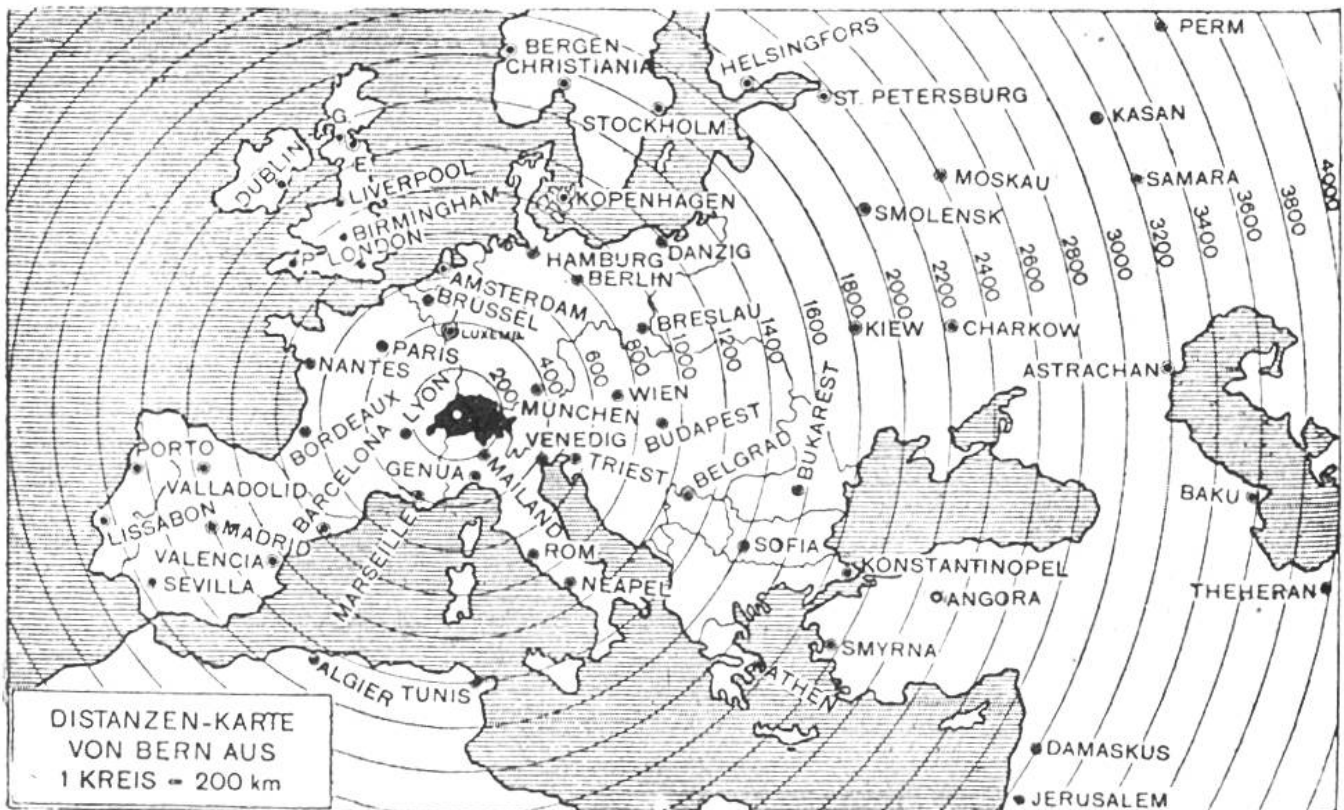 BERGEN
CHRISTIANIA
HELSINGFORS
PERM
ST. PETERSBURG
KASAN
STOCKHOLM
G.
E
DUBLIN
LIVERPOOL
MOSKAU
SAMARA
KOPENHAGEN
SMOLENSK
BIRMINGHAM
P
LONDON
HAMBURG
DANZIG
BERLIN
AMSTERDAM
BRÜSSEL
BRESLAU
KIEW
CHARKOW
PARIS
NANTES
ASTRACHAN
200
400
600
800
1000
1200
1400
1600
1800
2000
2200
2400
2600
2800
3000
3200
3400
3600
3800
4000
WIEN
MÜNCHEN
LYON
BORDEAUX
BUDAPEST
VENEDIG
TRIEST
BELGRAD
BUKAREST
PORTO
VALLADOLID
BARCELONA
GENUA
MAILAND
BAKU
LISSABON
MADRID
VALENCIA
SEVILLA
MARSEILLE
ROM
NEAPEL
SOFIA
KONSTANTINOPEL
ANGORA
THEHERAN
SMYRNA
ATHEN
ALGIER
TUNIS
DAMASKUS
JERUSALEM
DISTANZEN-KARTE
VON BERN AUS
1 KREIS = 200 km